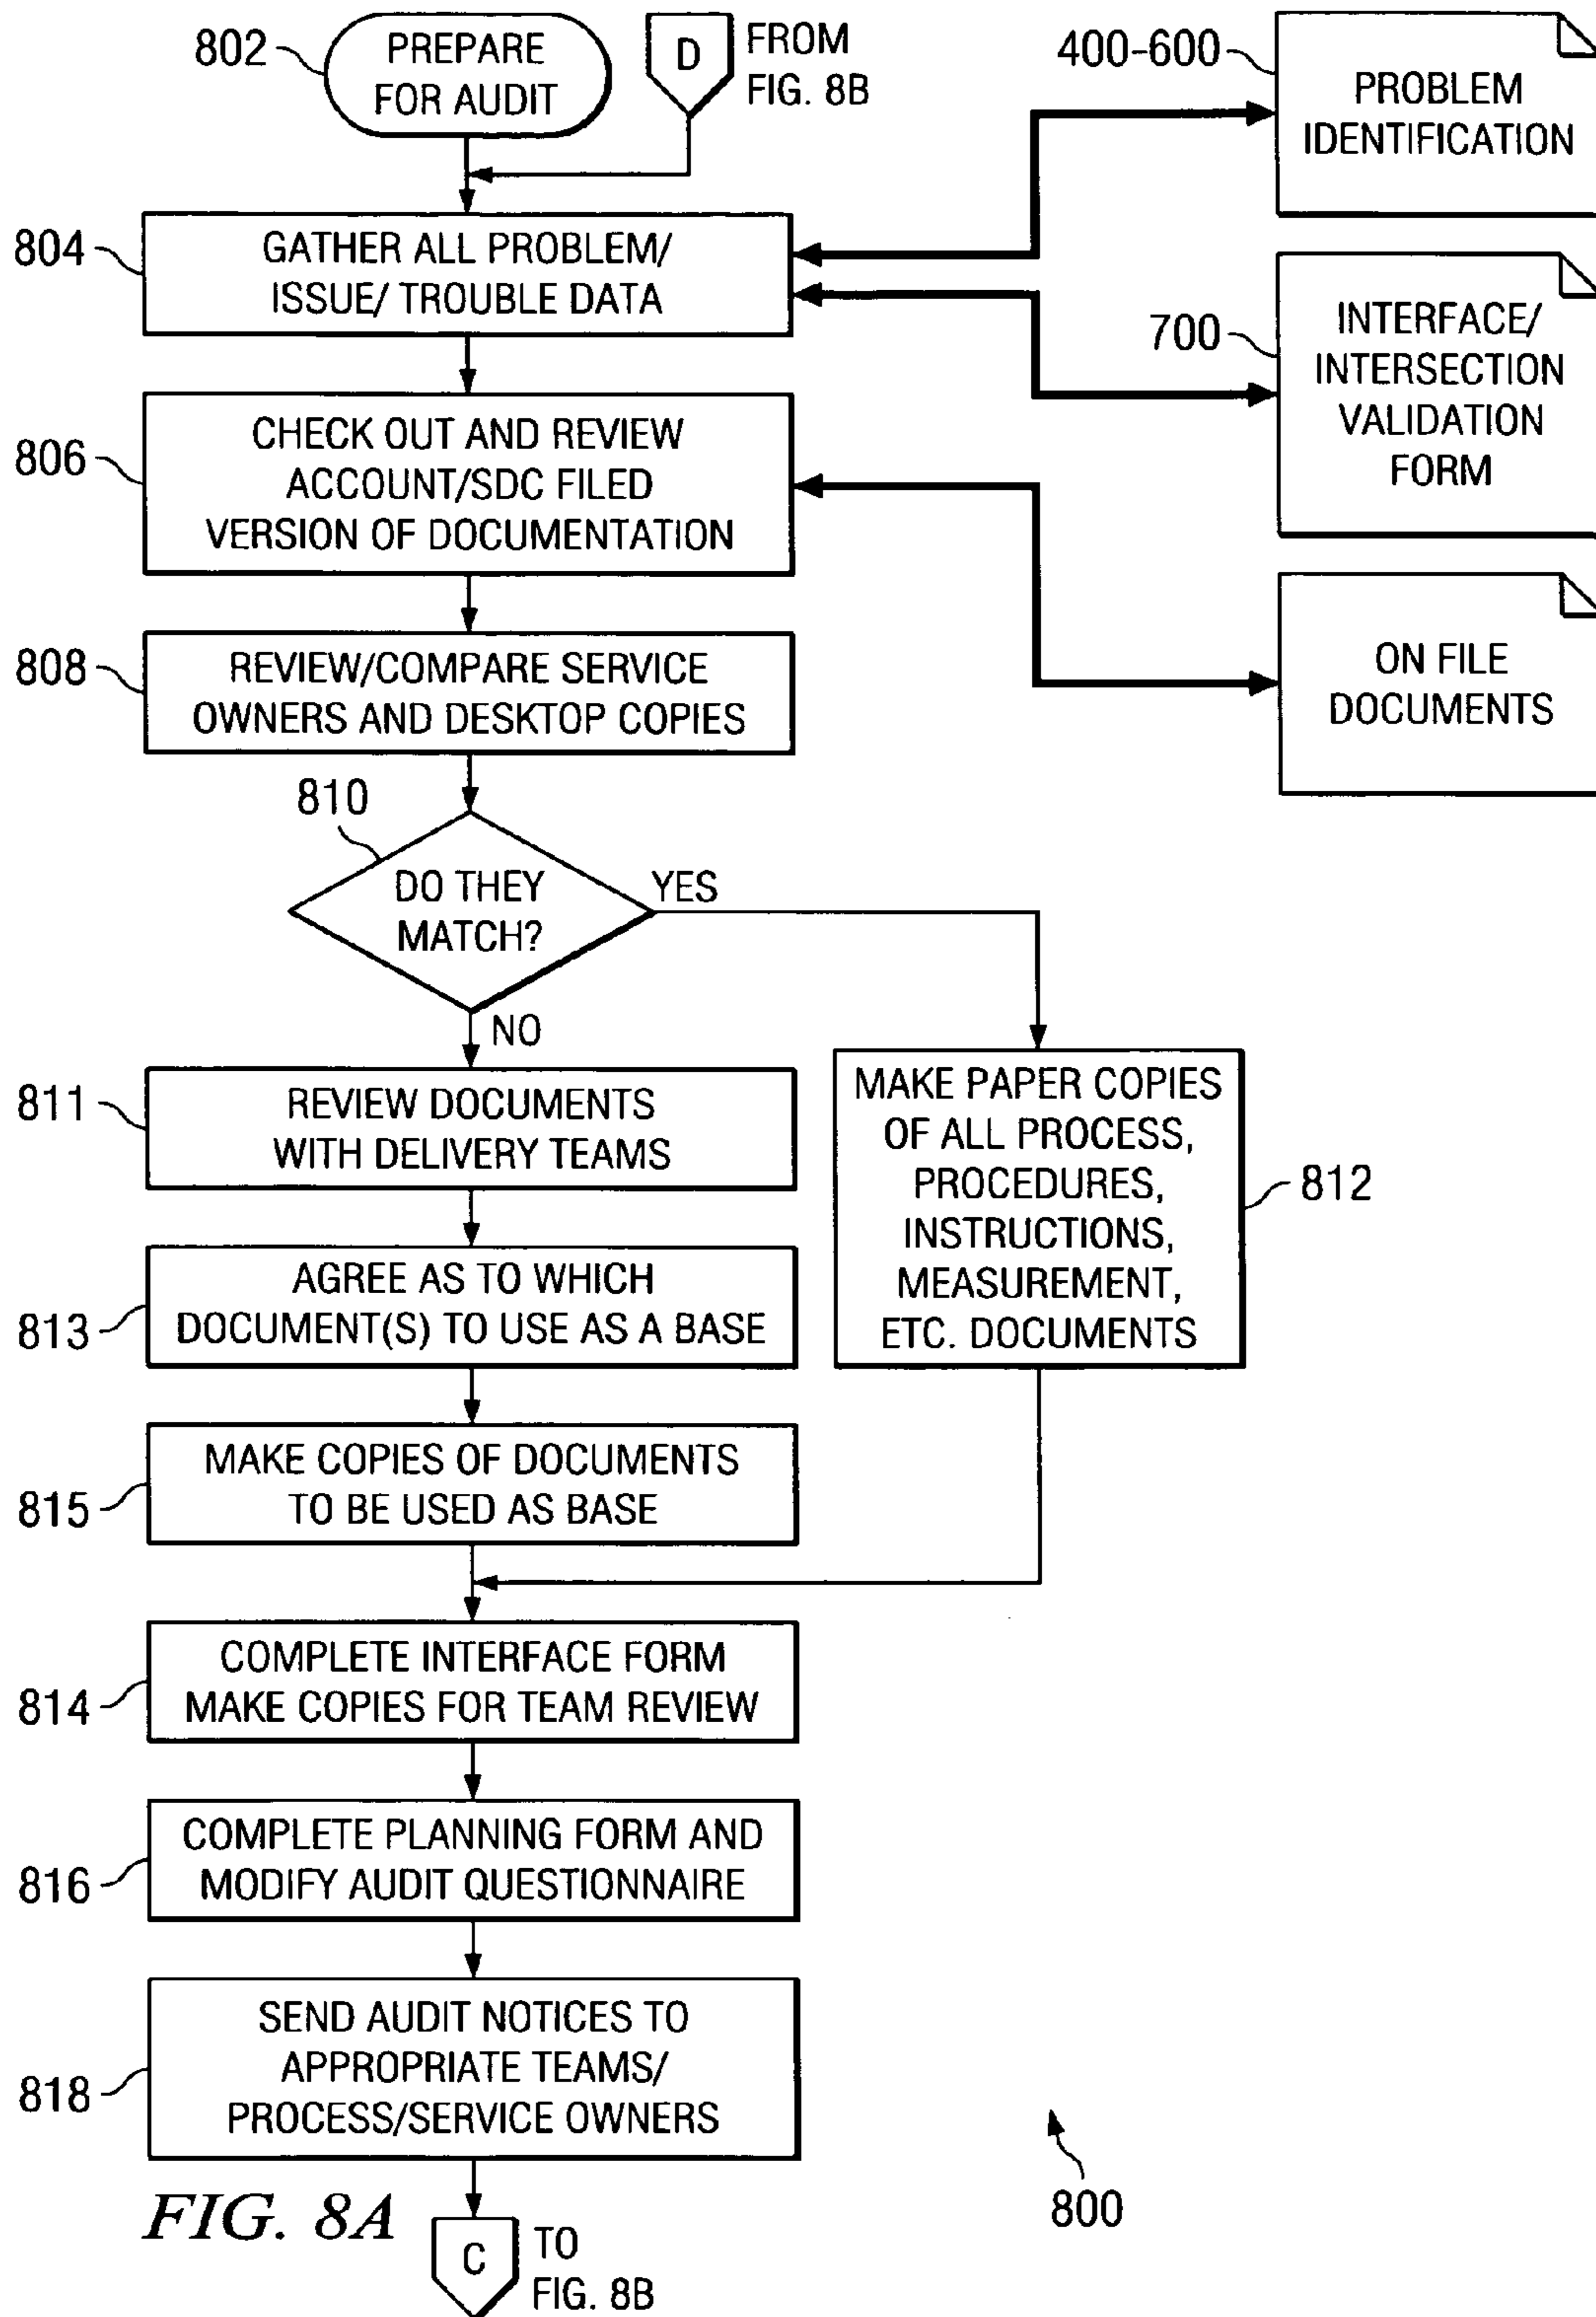 802
PREPARE
FOR AUDIT
D
FROM
FIG. 8B
400-600
PROBLEM
IDENTIFICATION
804
GATHER ALL PROBLEM/
ISSUE/ TROUBLE DATA
700
INTERFACE/
INTERSECTION
VALIDATION
FORM
806
CHECK OUT AND REVIEW
ACCOUNT/SDC FILED
VERSION OF DOCUMENTATION
808
REVIEW/COMPARE SERVICE
OWNERS AND DESKTOP COPIES
ON FILE
DOCUMENTS
810
DO THEY
MATCH?
YES
NO
811
REVIEW DOCUMENTS
WITH DELIVERY TEAMS
MAKE PAPER COPIES
OF ALL PROCESS,
PROCEDURES,
INSTRUCTIONS,
MEASUREMENT,
ETC. DOCUMENTS
812
813
AGREE AS TO WHICH
DOCUMENT(S) TO USE AS A BASE
815
MAKE COPIES OF DOCUMENTS
TO BE USED AS BASE
814
COMPLETE INTERFACE FORM
MAKE COPIES FOR TEAM REVIEW
816
COMPLETE PLANNING FORM AND
MODIFY AUDIT QUESTIONNAIRE
818
SEND AUDIT NOTICES TO
APPROPRIATE TEAMS/
PROCESS/SERVICE OWNERS
800
FIG. 8A
C
TO
FIG. 8B